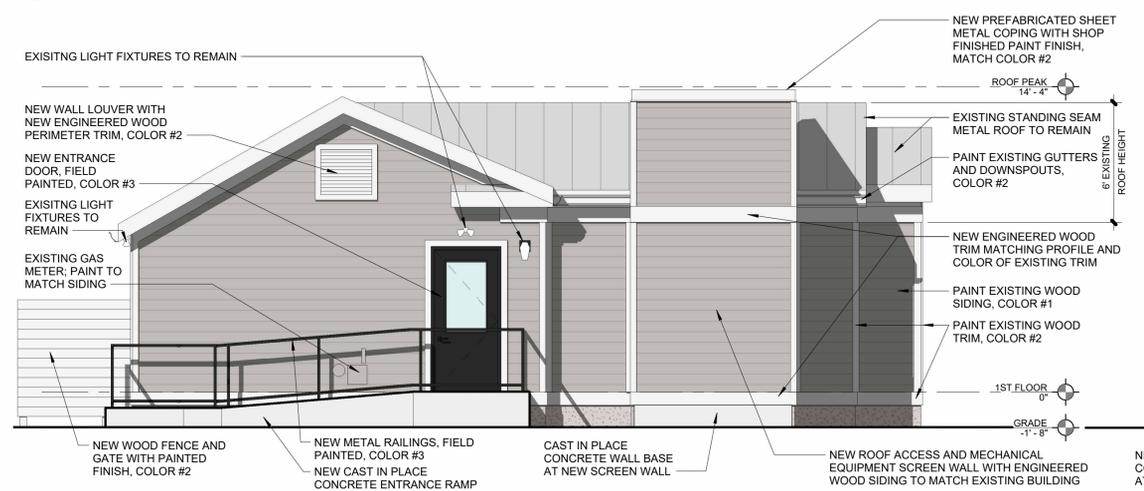 EXISITNG LIGHT FIXTURES TO REMAIN
NEW WALL LOUVER WITH
NEW ENGINEERED WOOD
PERIMETER TRIM, COLOR #2
NEW ENTRANCE
DOOR, FIELD
PAINTED, COLOR #3
EXISITNG LIGHT
FIXTURES TO
REMAIN
EXISTING GAS
METER; PAINT TO
MATCH SIDING
NEW PREFABRICATED SHEET
METAL COPING WITH SHOP
FINISHED PAINT FINISH,
MATCH COLOR #2
ROOF PEAK
14' - 4"
EXISTING STANDING SEAM
METAL ROOF TO REMAIN
6' EXISTING
ROOF HEIGHT
PAINT EXISTING GUTTERS
AND DOWNSPOUTS,
COLOR #2
NEW ENGINEERED WOOD
TRIM MATCHING PROFILE AND
COLOR OF EXISTING TRIM
PAINT EXISTING WOOD
SIDING, COLOR #1
PAINT EXISTING WOOD
TRIM, COLOR #2
1ST FLOOR
0"
GRADE
-1' - 8"
NEW WOOD FENCE AND
GATE WITH PAINTED
FINISH, COLOR #2
NEW METAL RAILINGS, FIELD
PAINTED, COLOR #3
NEW CAST IN PLACE
CONCRETE ENTRANCE RAMP
CAST IN PLACE
CONCRETE WALL BASE
AT NEW SCREEN WALL
NEW ROOF ACCESS AND MECHANICAL
EQUIPMENT SCREEN WALL WITH ENGINEERED
WOOD SIDING TO MATCH EXISTING BUILDING